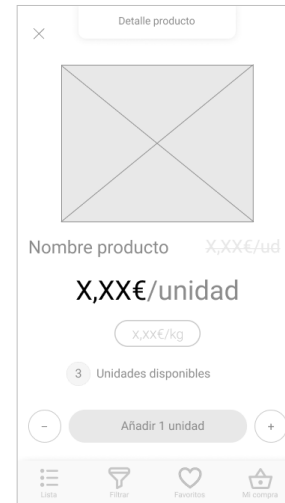 Detalle producto
Nombre producto X,XX€/ud
X,XX€/unidad
x,xx€/kg
3 Unidades disponibles
- Añadir 1 unidad +
Lista Filtrar Favoritos Mi compra